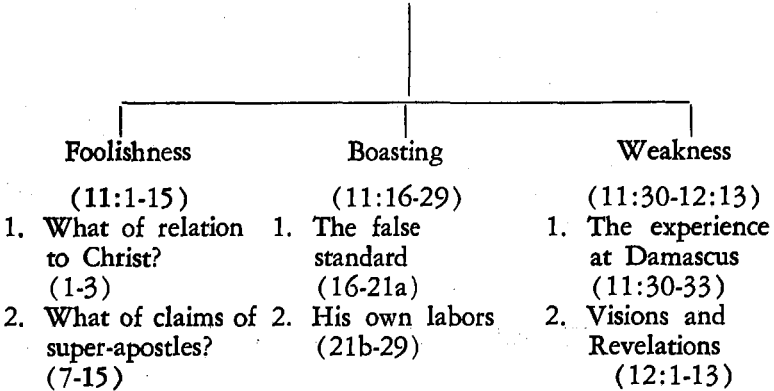 Foolishness
(11:1-15)
1. What of relation
to Christ?
(1-3)
2. What of claims of
super-apostles?
(7-15)
Boasting
(11:16-29)
1. The false
standard
(16-21a)
2. His own labors
(21b-29)
Weakness
(11:30-12:13)
1. The experience
at Damascus
(11:30-33)
2. Visions and
Revelations
(12:1-13)